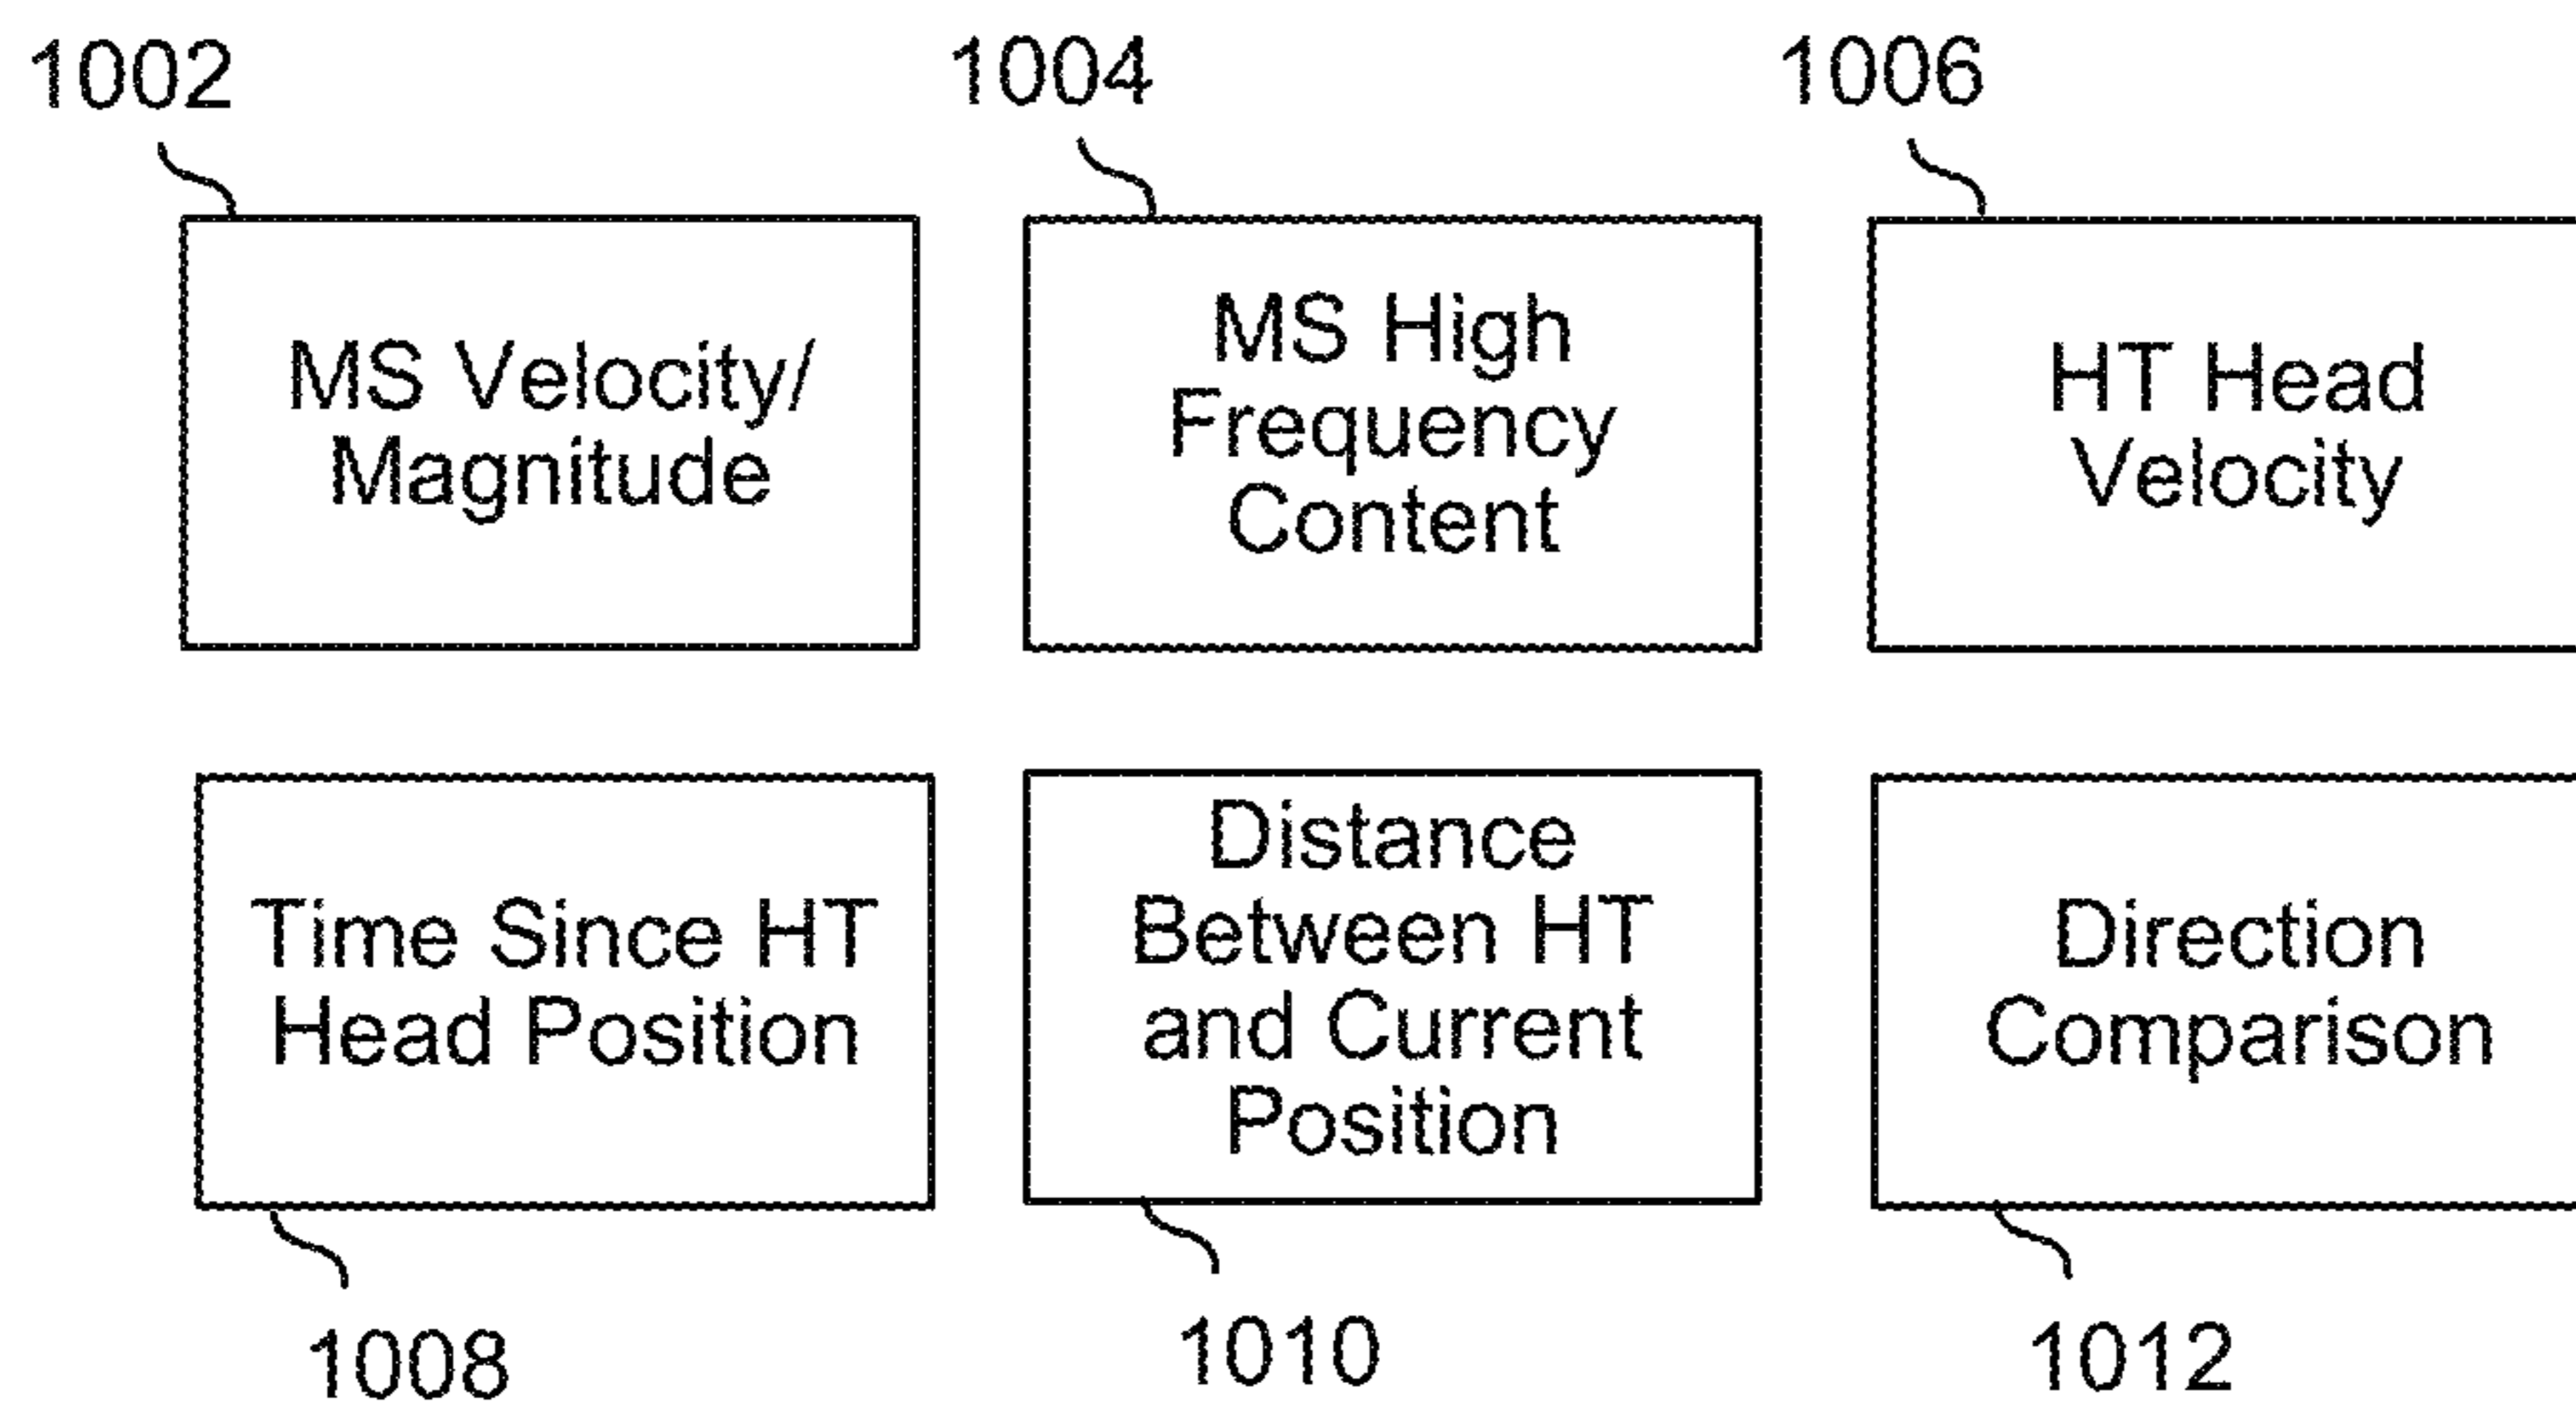 1002
1004
1006
MS Velocity/
Magnitude
MS High
Frequency
Content
HT Head
Velocity
Time Since HT
Head Position
Distance
Between HT
and Current
Position
Direction
Comparison
1008
1010
1012